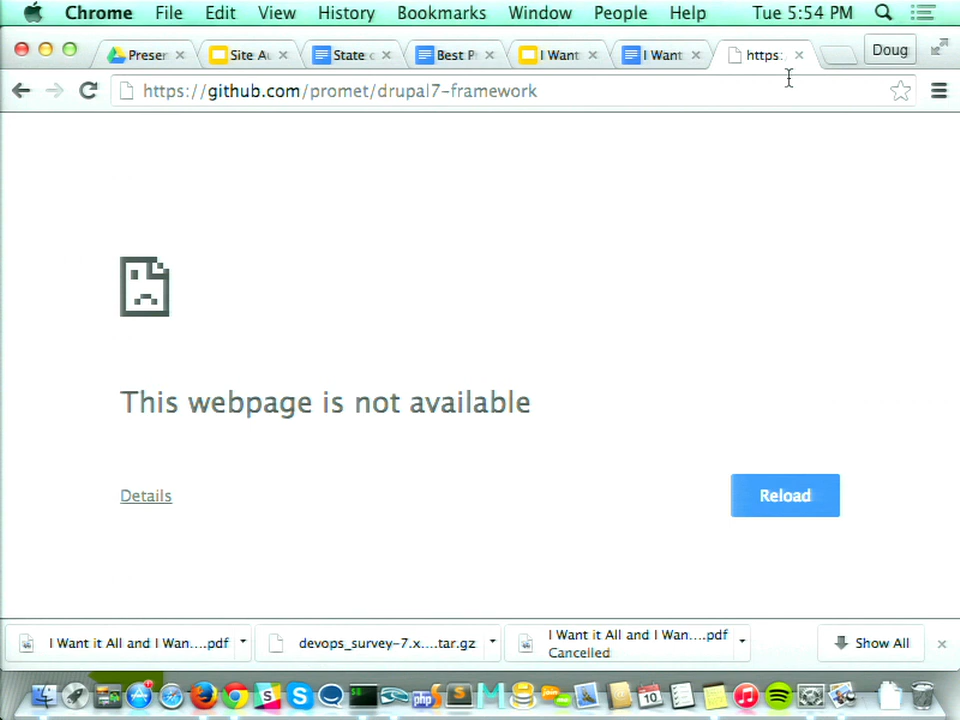 Chrome File Edit View History Bookmarks Window People Help Tue 5:54 PM
Preser Site Au State o Best P I Want I Want https: Doug
https://github.com/promet/drupal7-framework
This webpage is not available
Details Reload
I Want it All and I Wan....pdf devops_survey-7.x....tar.gz I Want it All and I Wan....pdf Show All
Cancelled
php
10